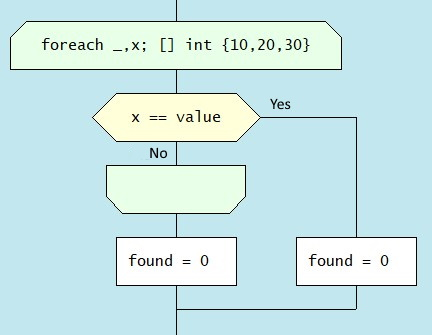 foreach _,x; [] int {10,20,30}
x == value
Yes
No
found = 0
found = 0